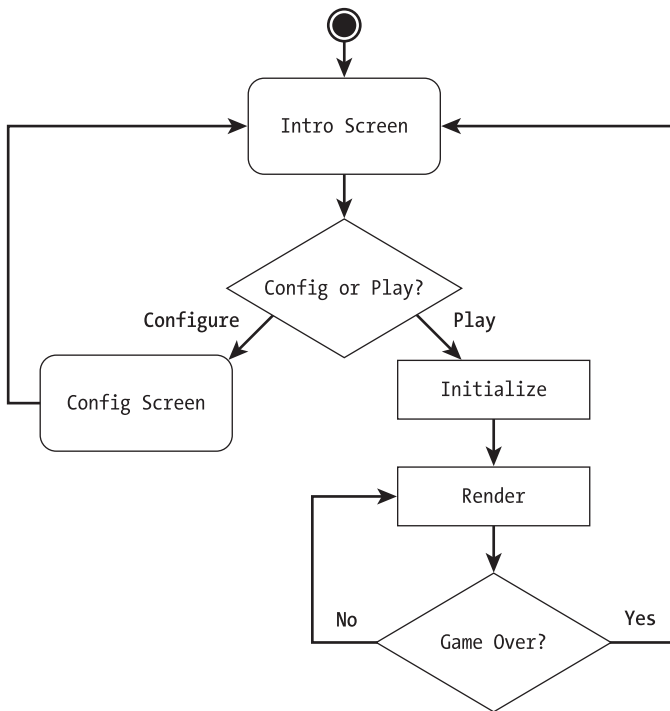 Intro Screen
Config or Play?
Configure
Play
Config Screen
Initialize
Render
No
Yes
Game Over?